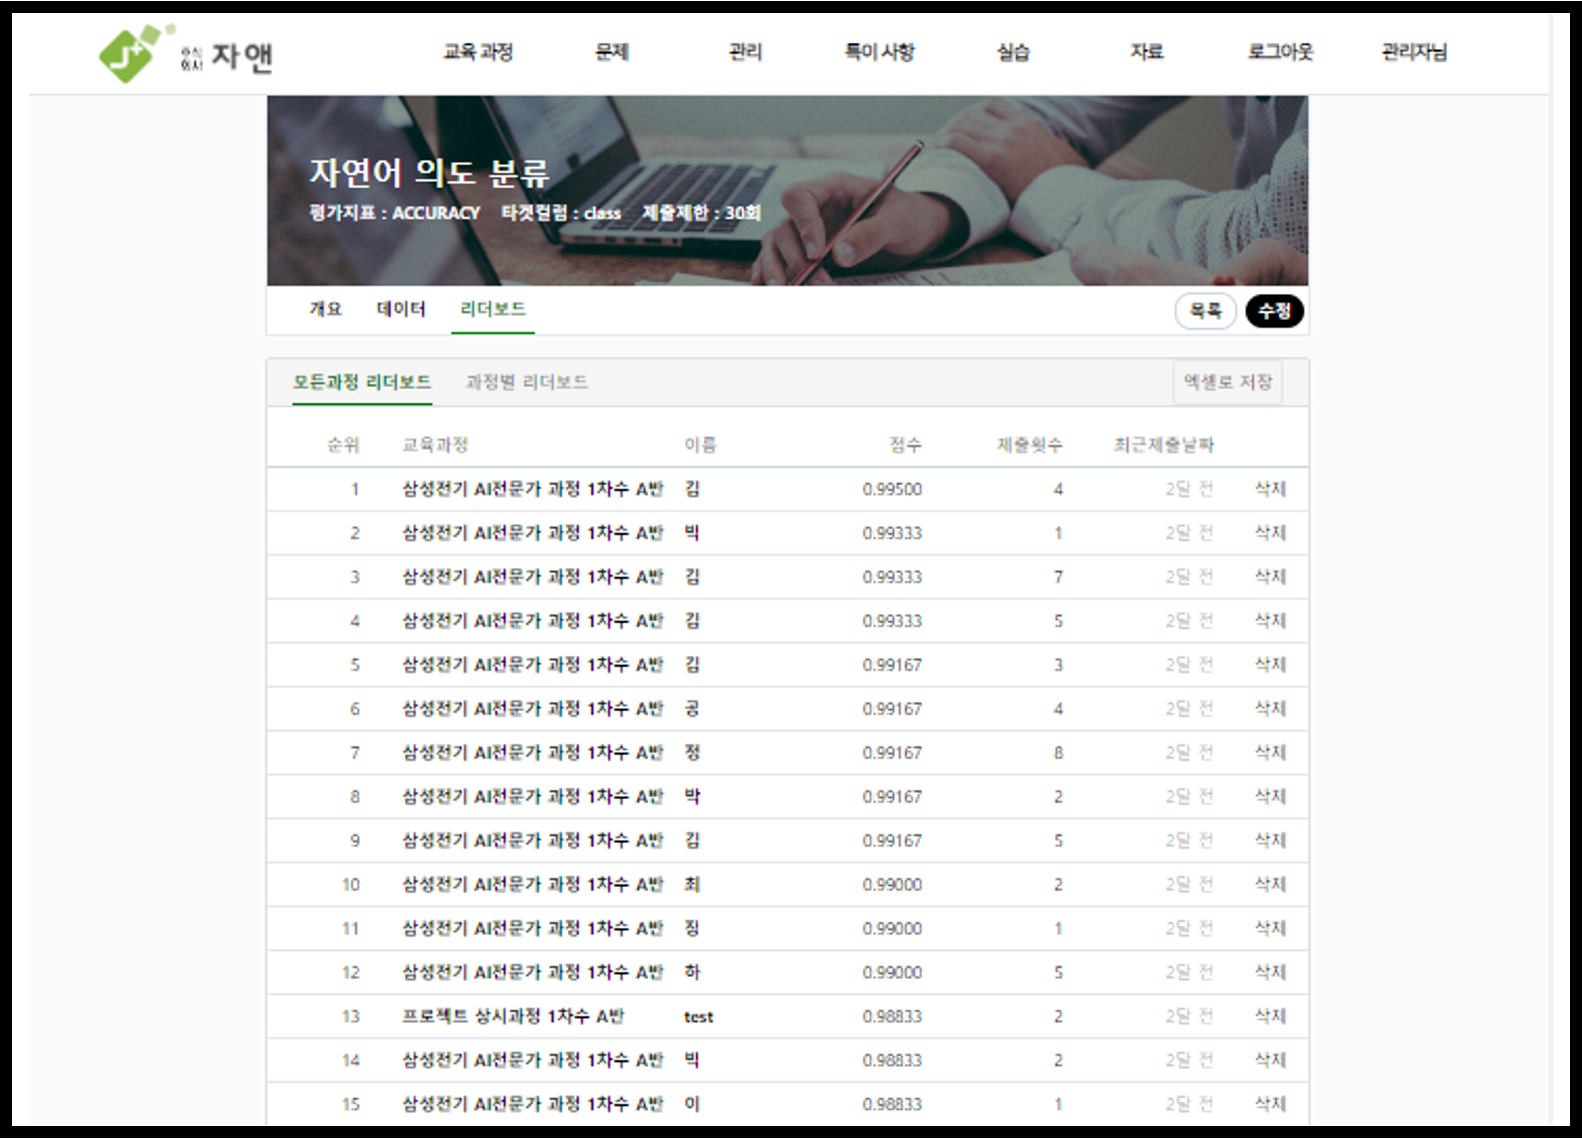 J+ 주식회사 자앤
교육 과정 문제 관리 특이 사항 실습 자료 로그아웃 관리자님
자연어 의도 분류
평가지표 : ACCURACY 타겟컬럼 : class 제출제한 : 30회
개요 데이터 리더보드 목록 수정
모든과정 리더보드 과정별 리더보드 엑셀로 저장
순위 교육과정 이름 점수 제출횟수 최근제출날짜
1 삼성전기 AI전문가 과정 1차수 A반 김 0.99500 4 2달 전 삭제
2 삼성전기 AI전문가 과정 1차수 A반 빅 0.99333 1 2달 전 삭제
3 삼성전기 AI전문가 과정 1차수 A반 김 0.99333 7 2달 전 삭제
4 삼성전기 AI전문가 과정 1차수 A반 김 0.99333 5 2달 전 삭제
5 삼성전기 AI전문가 과정 1차수 A반 김 0.99167 3 2달 전 삭제
6 삼성전기 AI전문가 과정 1차수 A반 공 0.99167 4 2달 전 삭제
7 삼성전기 AI전문가 과정 1차수 A반 정 0.99167 8 2달 전 삭제
8 삼성전기 AI전문가 과정 1차수 A반 박 0.99167 2 2달 전 삭제
9 삼성전기 AI전문가 과정 1차수 A반 김 0.99167 5 2달 전 삭제
10 삼성전기 AI전문가 과정 1차수 A반 최 0.99000 2 2달 전 삭제
11 삼성전기 AI전문가 과정 1차수 A반 징 0.99000 1 2달 전 삭제
12 삼성전기 AI전문가 과정 1차수 A반 하 0.99000 5 2달 전 삭제
13 프로젝트 상시과정 1차수 A반 test 0.98833 2 2달 전 삭제
14 삼성전기 AI전문가 과정 1차수 A반 빅 0.98833 2 2달 전 삭제
15 삼성전기 AI전문가 과정 1차수 A반 이 0.98833 1 2달 전 삭제